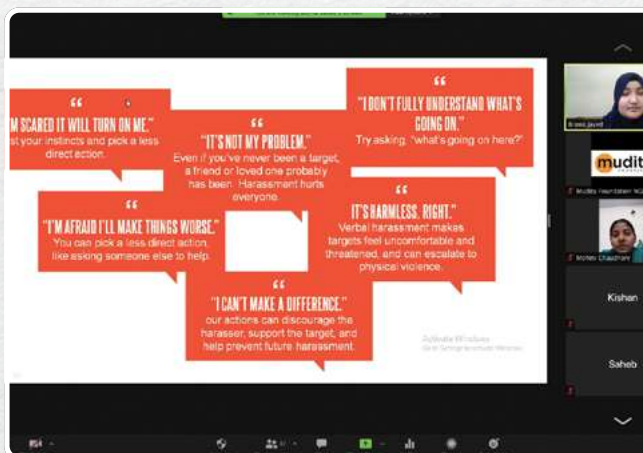 “
M SCARED IT WILL TURN ON ME.”
st your instincts and pick a less
direct action.
“
“IT'S NOT MY PROBLEM.”
Even if you've never been a target,
a friend or loved one probably
has been. Harassment hurts
everyone.
“
“I DON'T FULLY UNDERSTAND WHAT'S
GOING ON.”
Try asking, “what's going on here?”
“
“I'M AFRAID I'LL MAKE THINGS WORSE.”
You can pick a less direct action,
like asking someone else to help.
“
IT'S HARMLESS, RIGHT.”
Verbal harassment makes
targets feel uncomfortable and
threatened, and can escalate to
physical violence.
“
“I CAN'T MAKE A DIFFERENCE.”
our actions can discourage the
harasser, support the target, and
help prevent future harassment.
Activate Windows
mudit
Mudita Foundation
Kishan
Saheb